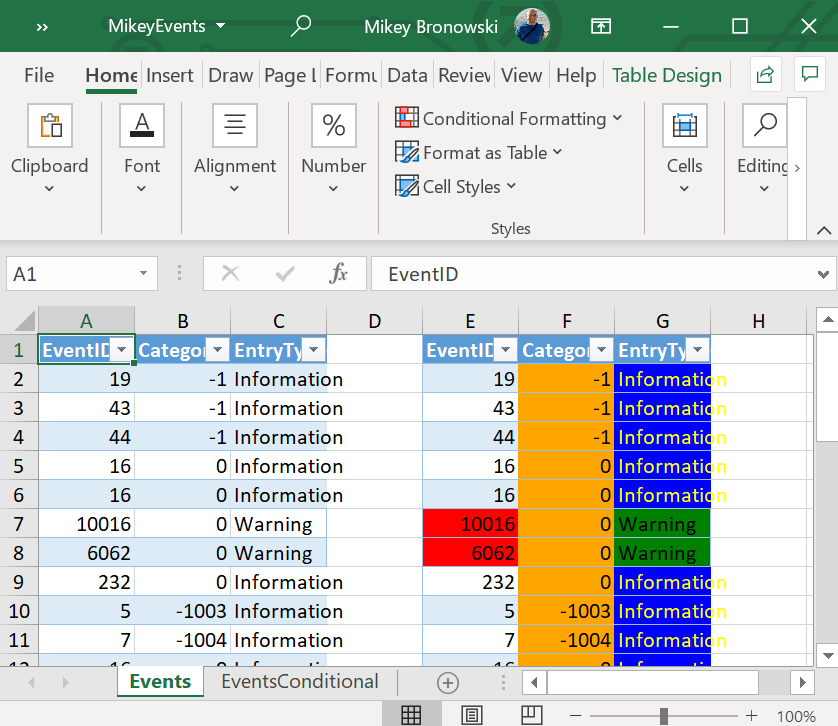 » MikeyEvents Mikey Bronowski
File Home Insert Draw Page L Formu Data Review View Help Table Design
Clipboard Font Alignment % Number Conditional Formatting Format as Table Cell Styles Styles Cells Editing
A1 fx EventID
A B C D E F G H
1 EventID Categor EntryTy EventID Categor EntryTy
2 19 -1 Information 19 -1 Information
3 43 -1 Information 43 -1 Information
4 44 -1 Information 44 -1 Information
5 16 0 Information 16 0 Information
6 16 0 Information 16 0 Information
7 10016 0 Warning 10016 0 Warning
8 6062 0 Warning 6062 0 Warning
9 232 0 Information 232 0 Information
10 5 -1003 Information 5 -1003 Information
11 7 -1004 Information 7 -1004 Information
Events EventsConditional
100%